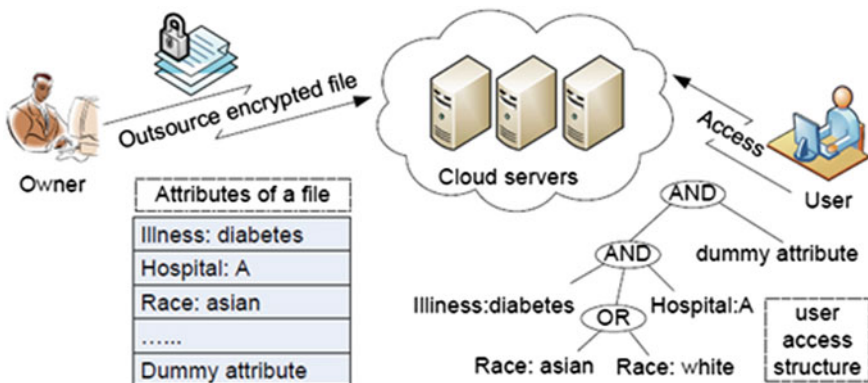 Outsource encrypted file
Access
Owner
Cloud servers
User
Attributes of a file
Illness: diabetes
Hospital: A
Race: asian
......
Dummy attribute
AND
AND
dummy attribute
Illiness:diabetes
OR
Hospital:A
Race: asian
Race: white
user
access
structure